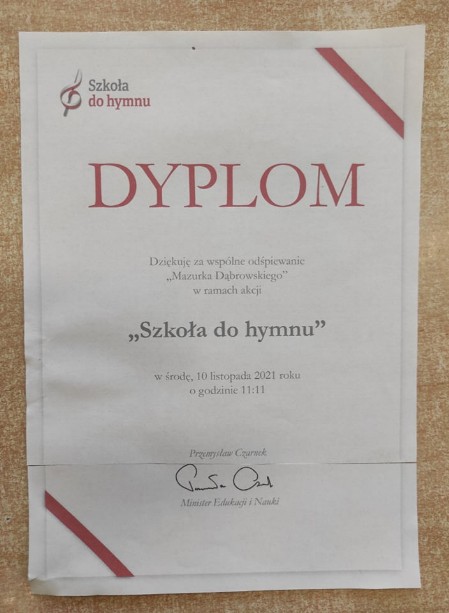 Szkoła
do hymnu
DYPLOM
Dziękuję za wspólne odśpiewanie
„Mazurka Dąbrowskiego”
w ramach akcji
„Szkoła do hymnu”
w środę, 10 listopada 2021 roku
o godzinie 11:11
Przemysław Czarnek
Minister Edukacji i Nauki